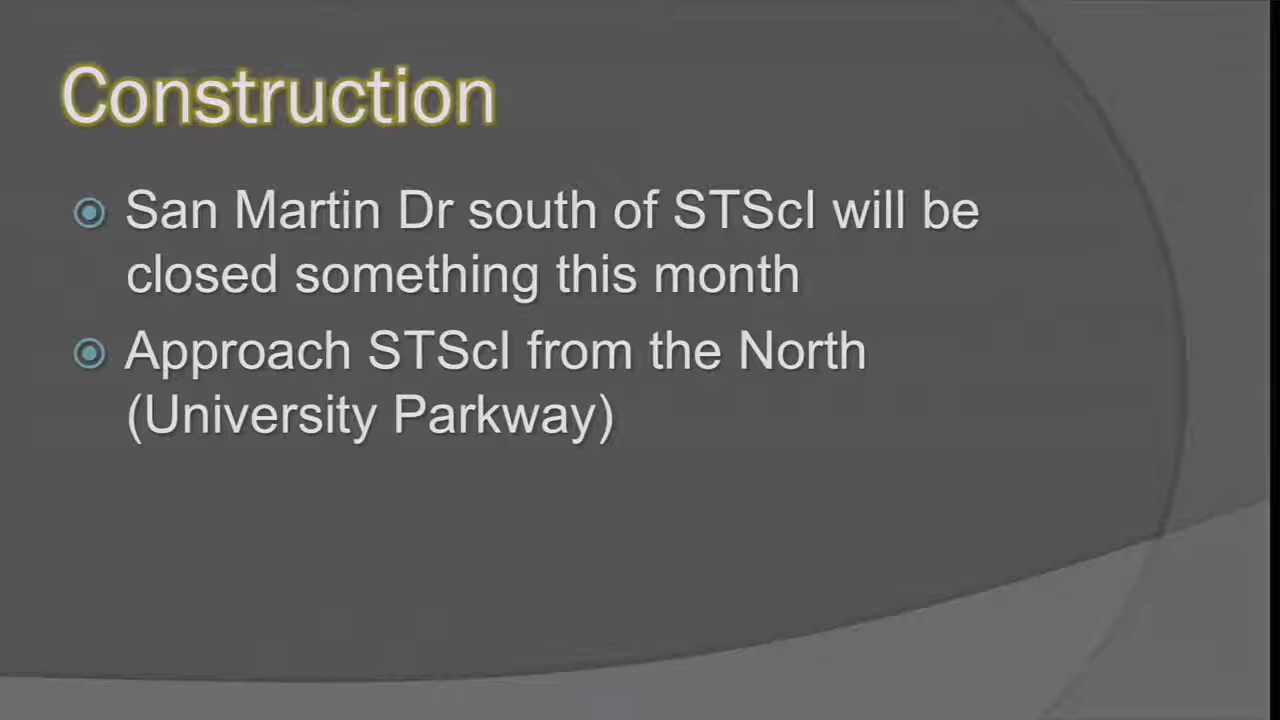 Construction
San Martin Dr south of STScI will be
closed something this month
Approach STScI from the North
(University Parkway)